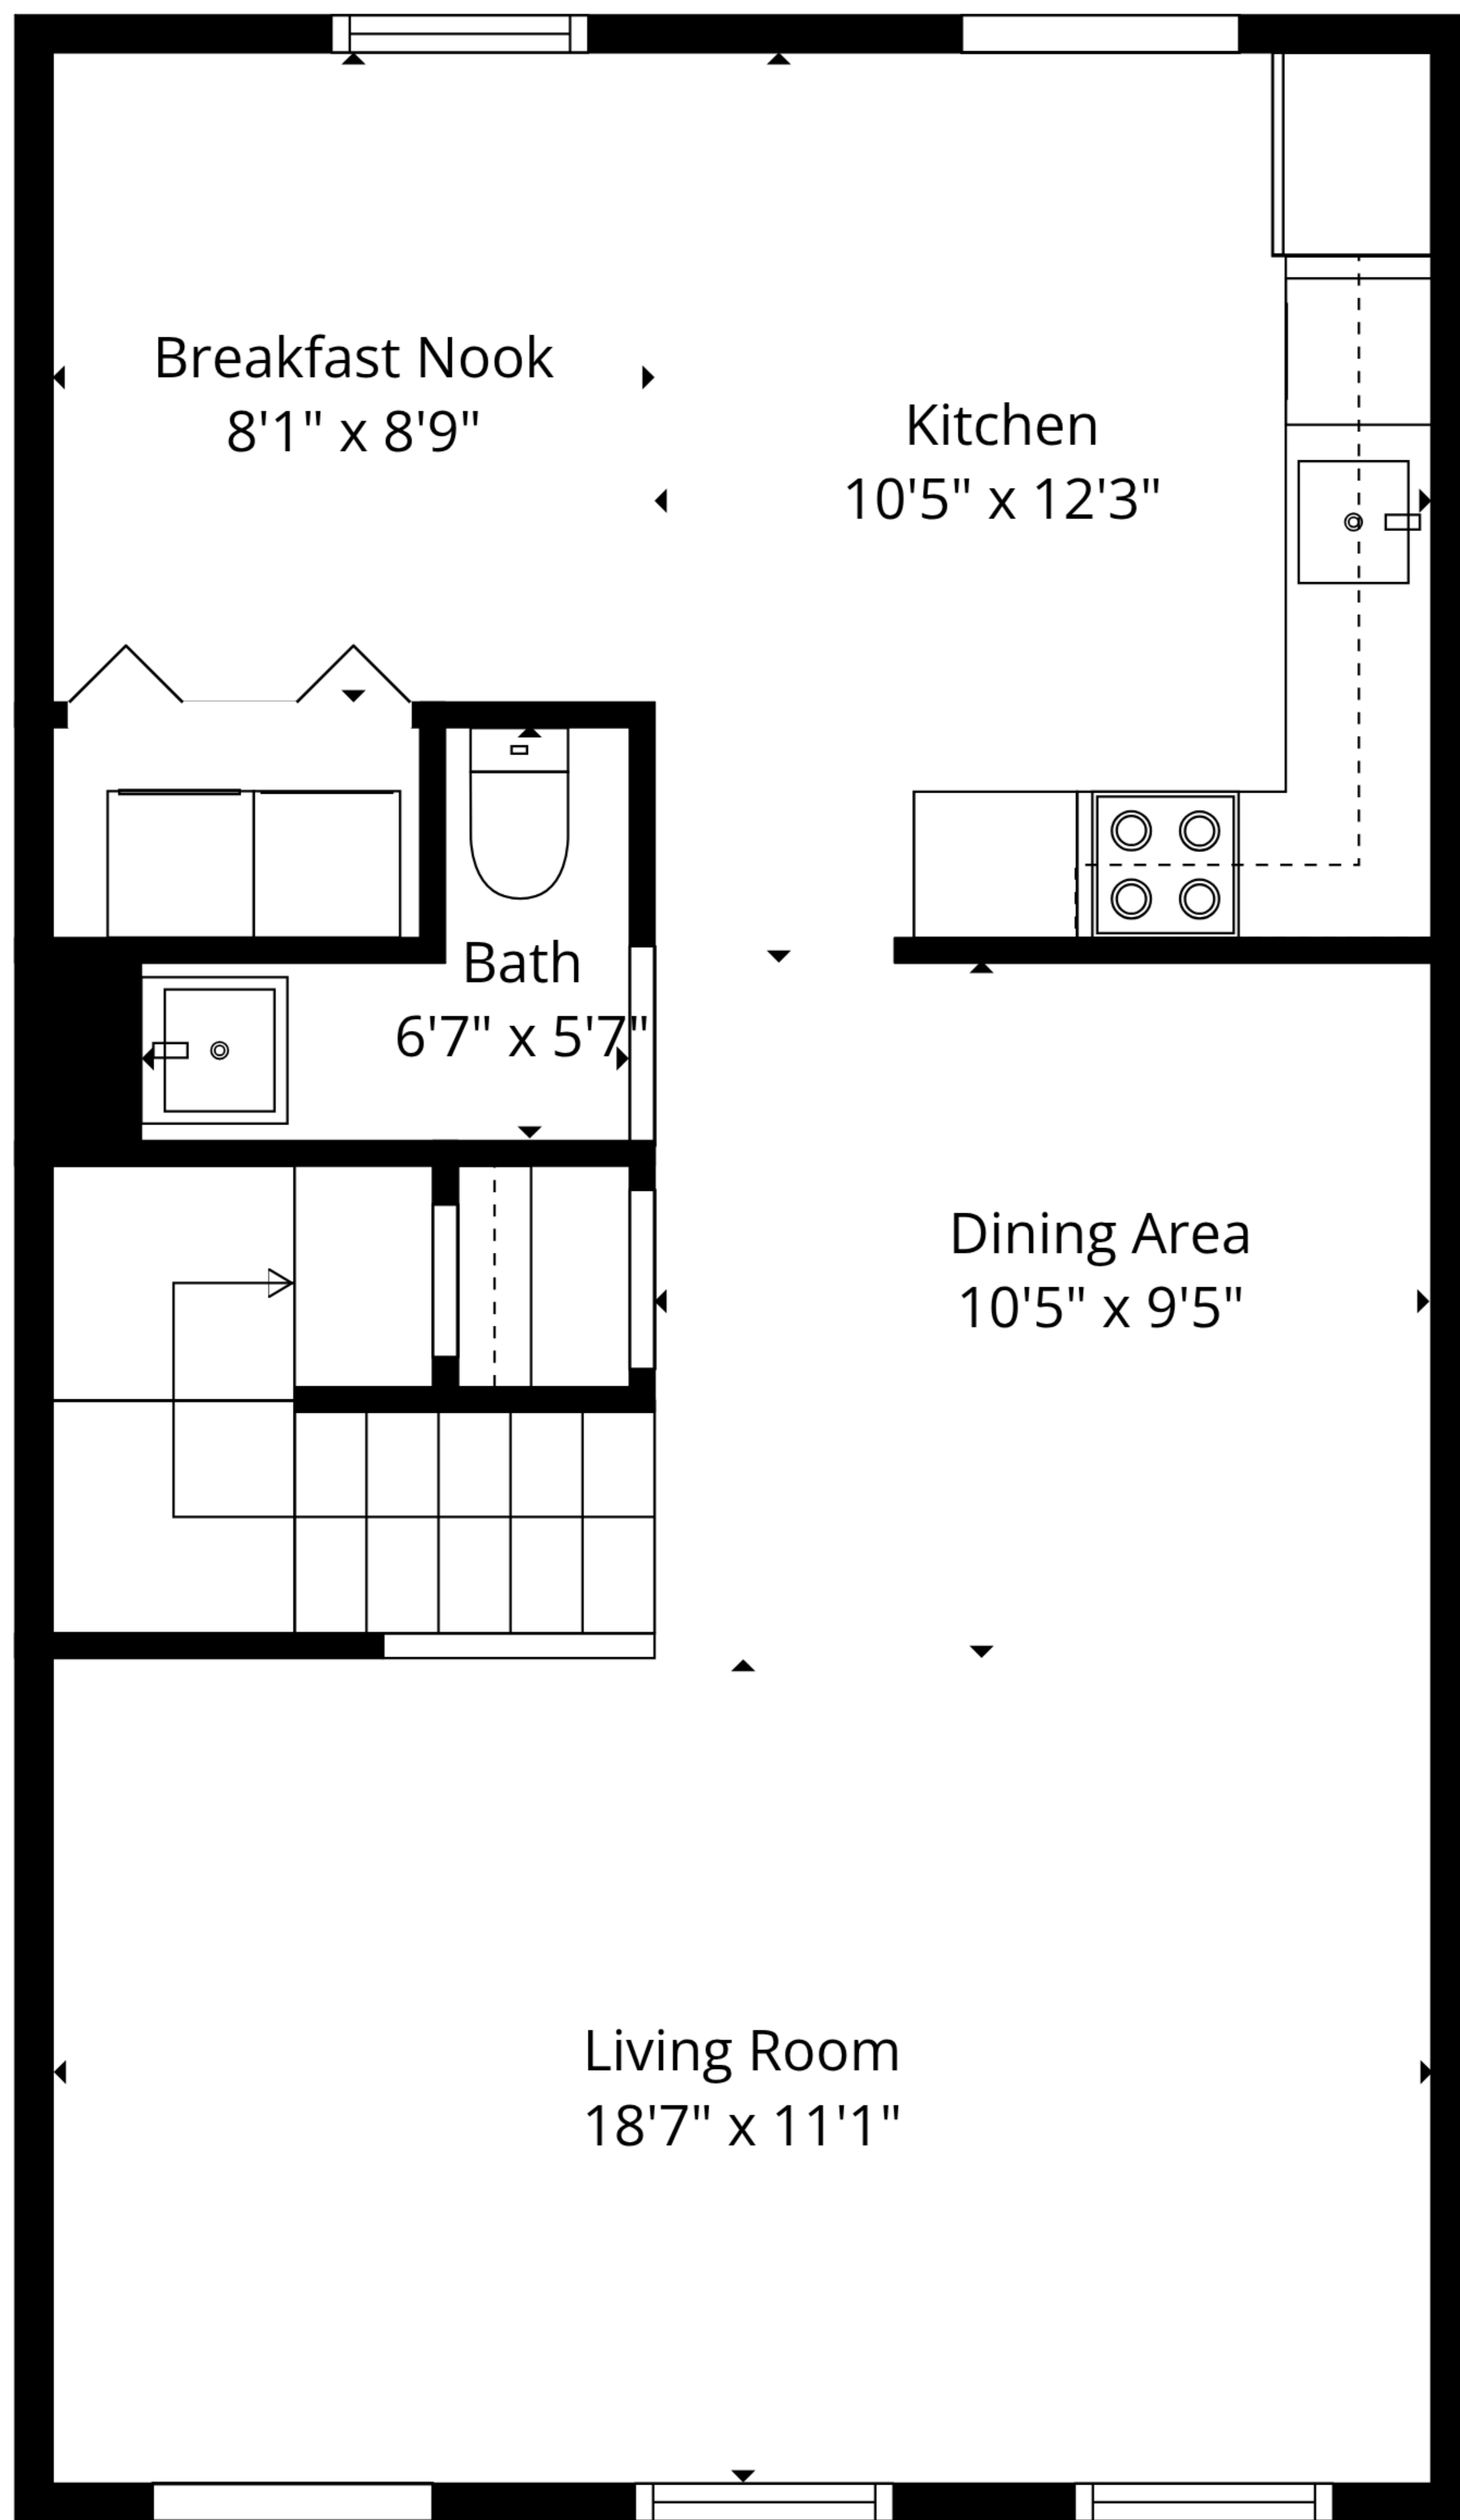 Breakfast Nook
8'1" x 8'9"
Kitchen
10'5" x 12'3"
Bath
6'7" x 5'7"
Dining Area
10'5" x 9'5"
Living Room
18'7" x 11'1"